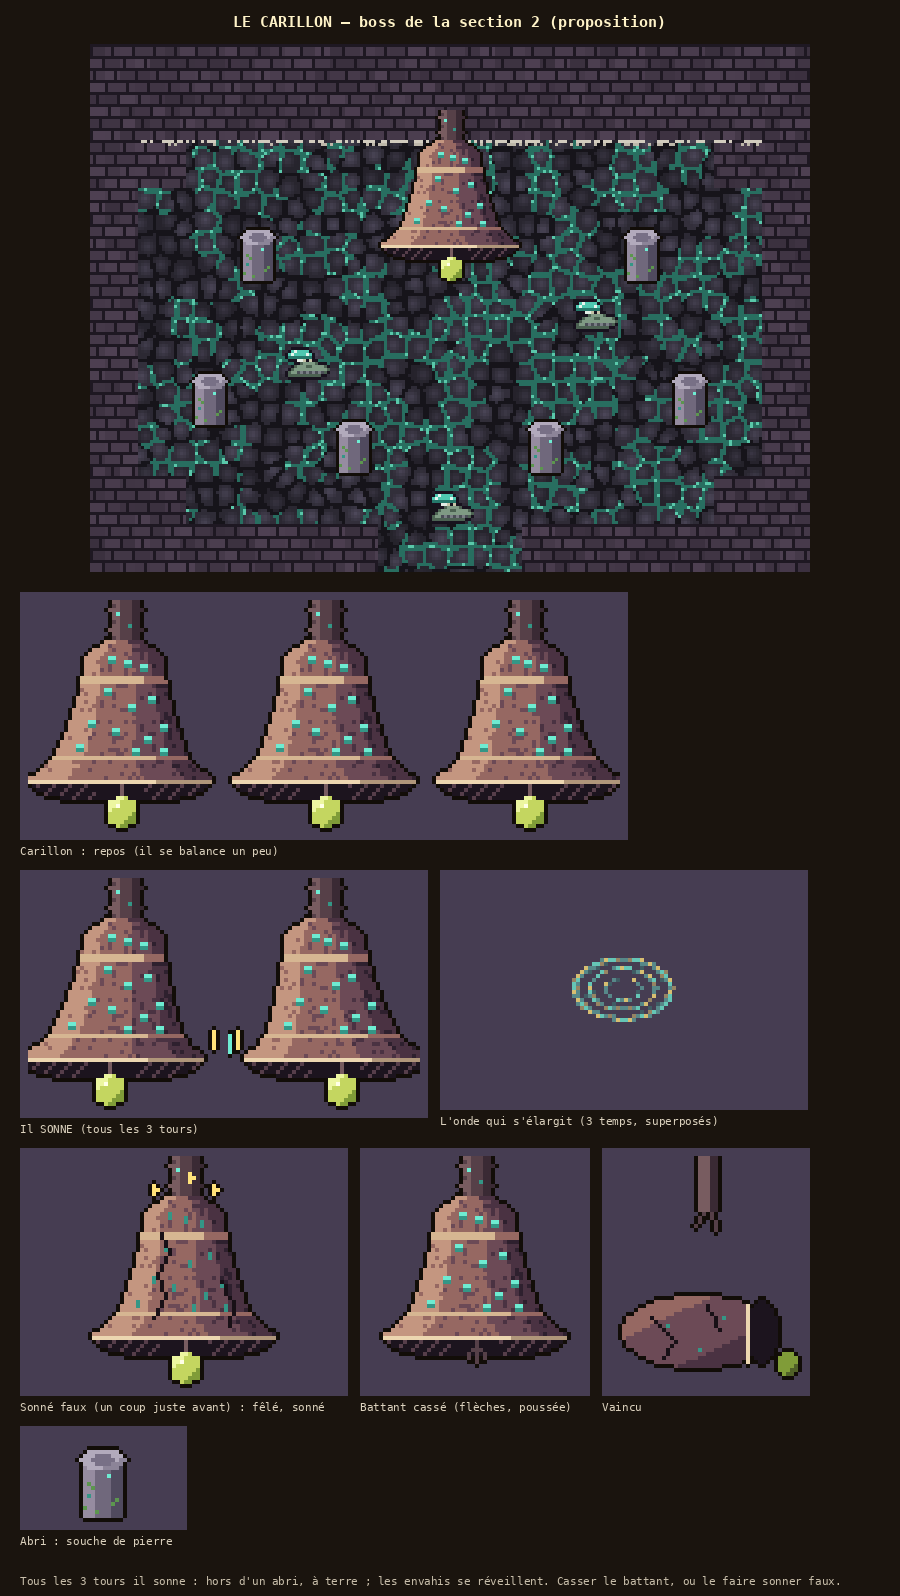 LE CARILLON — boss de la section 2 (proposition)
Carillon : repos (il se balance un peu)
Il SONNE (tous les 3 tours)
L'onde qui s'élargit (3 temps, superposés)
Sonné faux (un coup juste avant) : fêlé, sonné
Battant cassé (flèches, poussée)
Vaincu
Abri : souche de pierre
Tous les 3 tours il sonne : hors d'un abri, à terre ; les envahis se réveillent. Casser le battant, ou le faire sonner faux.